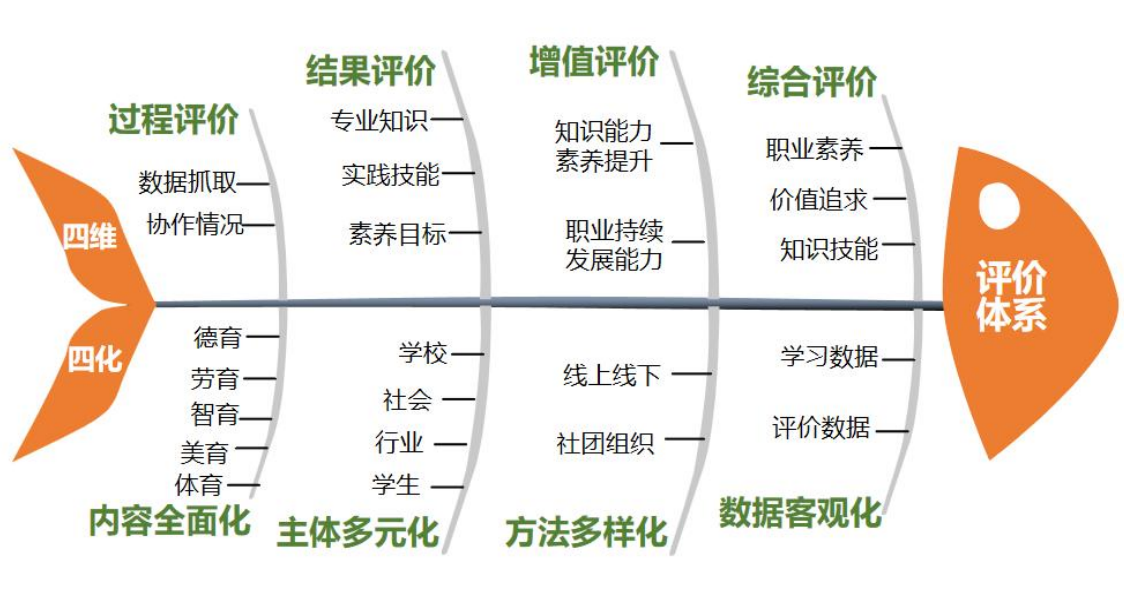 过程评价
数据抓取
协作情况
结果评价
专业知识
实践技能
素养目标
增值评价
知识能力
素养提升
职业持续
发展能力
综合评价
职业素养
价值追求
知识技能
四维
四化
评价
体系
德育
劳育
智育
美育
体育
内容全面化
学校
社会
行业
学生
主体多元化
线上线下
社团组织
方法多样化
学习数据
评价数据
数据客观化